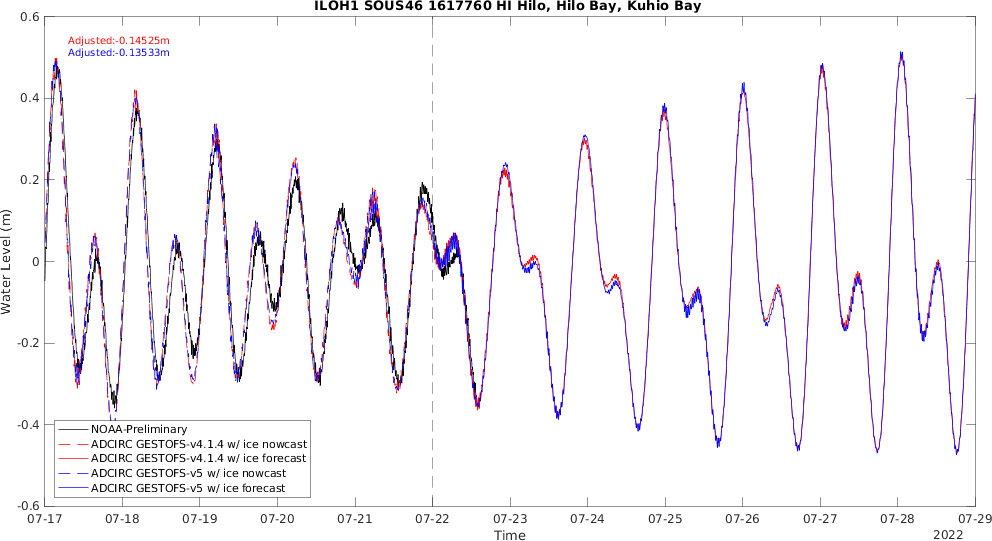 ILOH1 SOUS46 1617760 HI Hilo, Hilo Bay, Kuhio Bay
Adjusted:-0.14525m
Adjusted:-0.13533m
0.6
0.4
0.2
0
-0.2
-0.4
-0.6
Water Level (m)
NOAA-Preliminary
ADCIRC GESTOFS-v4.1.4 w/ ice nowcast
ADCIRC GESTOFS-v4.1.4 w/ ice forecast
ADCIRC GESTOFS-v5 w/ ice nowcast
ADCIRC GESTOFS-v5 w/ ice forecast
07-17 07-18 07-19 07-20 07-21 07-22 07-23 07-24 07-25 07-26 07-27 07-28 07-29
Time
2022